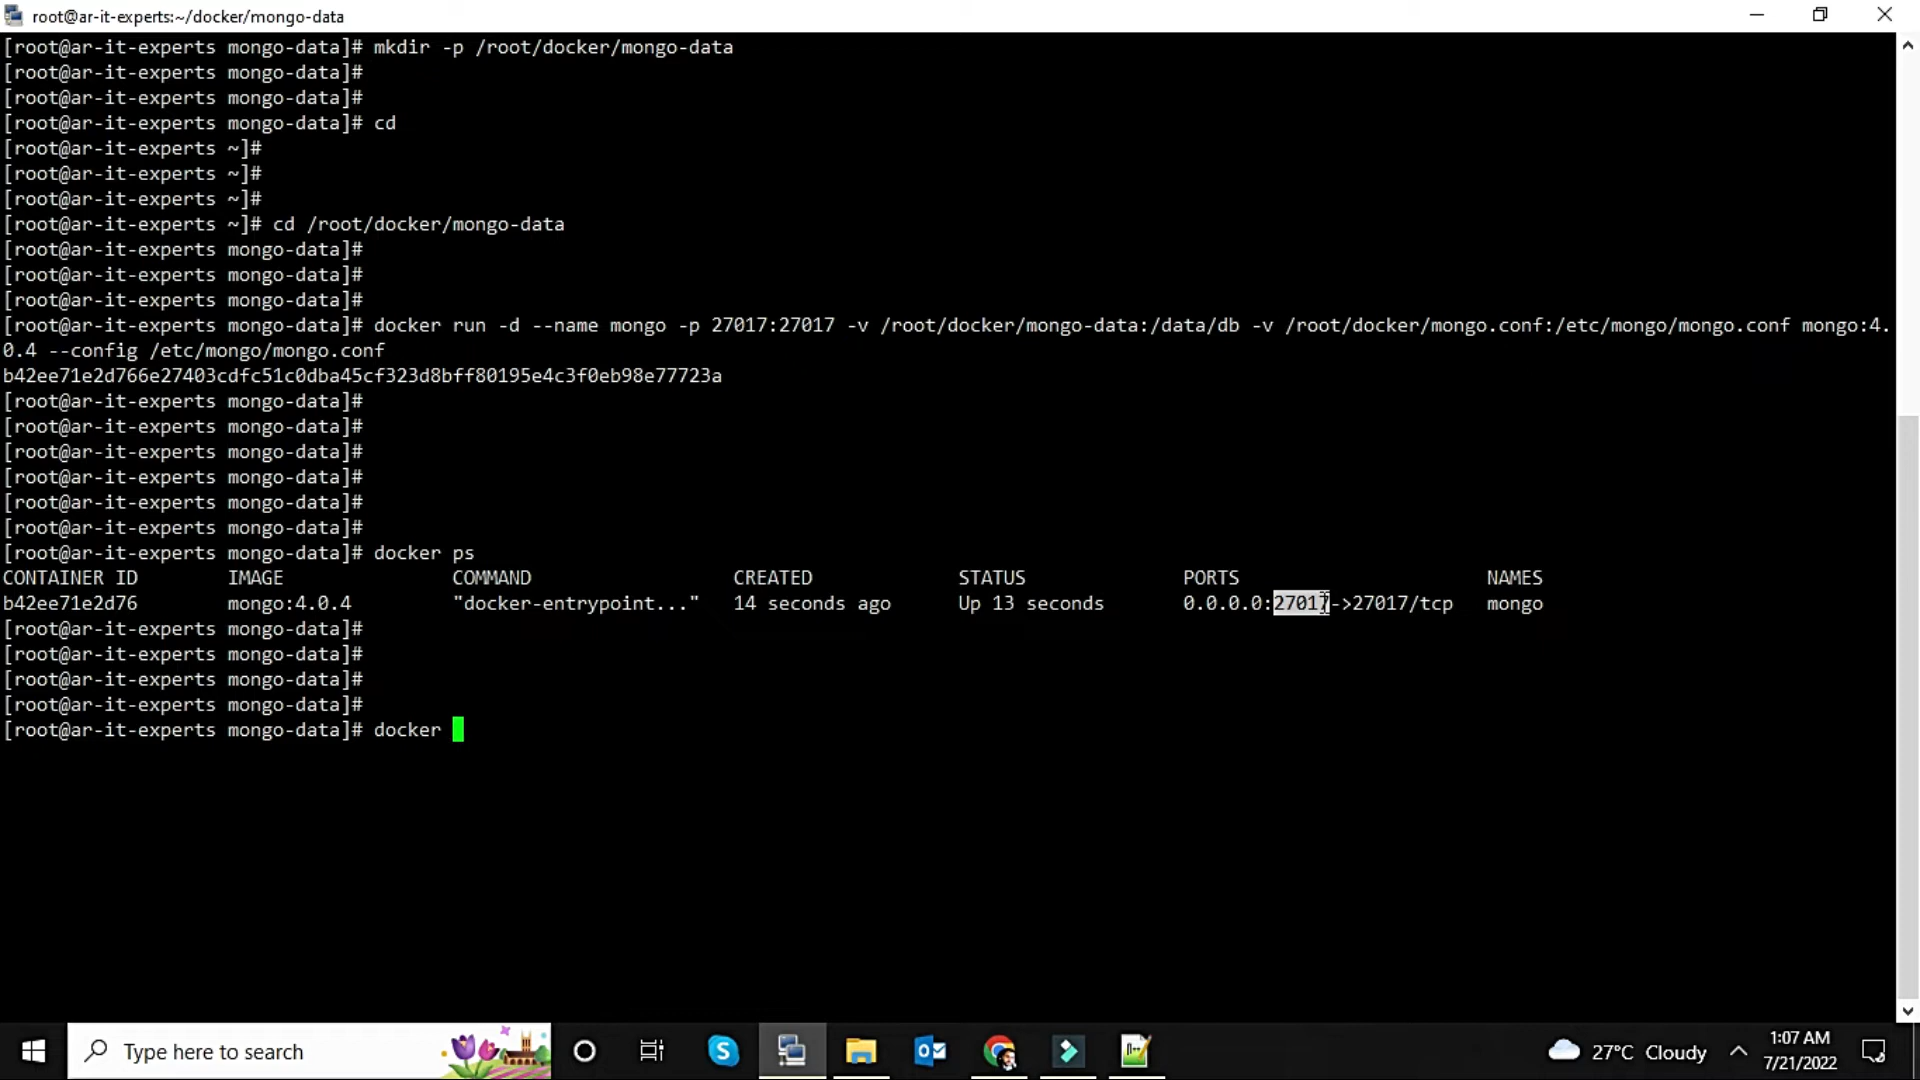 root@ar-it-experts:~/docker/mongo-data
[root@ar-it-experts mongo-data]# mkdir -p /root/docker/mongo-data
[root@ar-it-experts mongo-data]#
[root@ar-it-experts mongo-data]#
[root@ar-it-experts mongo-data]# cd
[root@ar-it-experts ~]#
[root@ar-it-experts ~]#
[root@ar-it-experts ~]#
[root@ar-it-experts ~]# cd /root/docker/mongo-data
[root@ar-it-experts mongo-data]#
[root@ar-it-experts mongo-data]#
[root@ar-it-experts mongo-data]#
[root@ar-it-experts mongo-data]# docker run -d --name mongo -p 27017:27017 -v /root/docker/mongo-data:/data/db -v /root/docker/mongo.conf:/etc/mongo/mongo.conf mongo:4.
0.4 --config /etc/mongo/mongo.conf
b42ee71e2d766e27403cdfc51c0dba45cf323d8bff80195e4c3f0eb98e77723a
[root@ar-it-experts mongo-data]#
[root@ar-it-experts mongo-data]#
[root@ar-it-experts mongo-data]#
[root@ar-it-experts mongo-data]#
[root@ar-it-experts mongo-data]#
[root@ar-it-experts mongo-data]#
[root@ar-it-experts mongo-data]# docker ps
CONTAINER ID IMAGE COMMAND CREATED STATUS PORTS NAMES
b42ee71e2d76 mongo:4.0.4 "docker-entrypoint..." 14 seconds ago Up 13 seconds 0.0.0.0:27017->27017/tcp mongo
[root@ar-it-experts mongo-data]#
[root@ar-it-experts mongo-data]#
[root@ar-it-experts mongo-data]#
[root@ar-it-experts mongo-data]#
[root@ar-it-experts mongo-data]# docker
Type here to search
27°C Cloudy
1:07 AM
7/21/2022